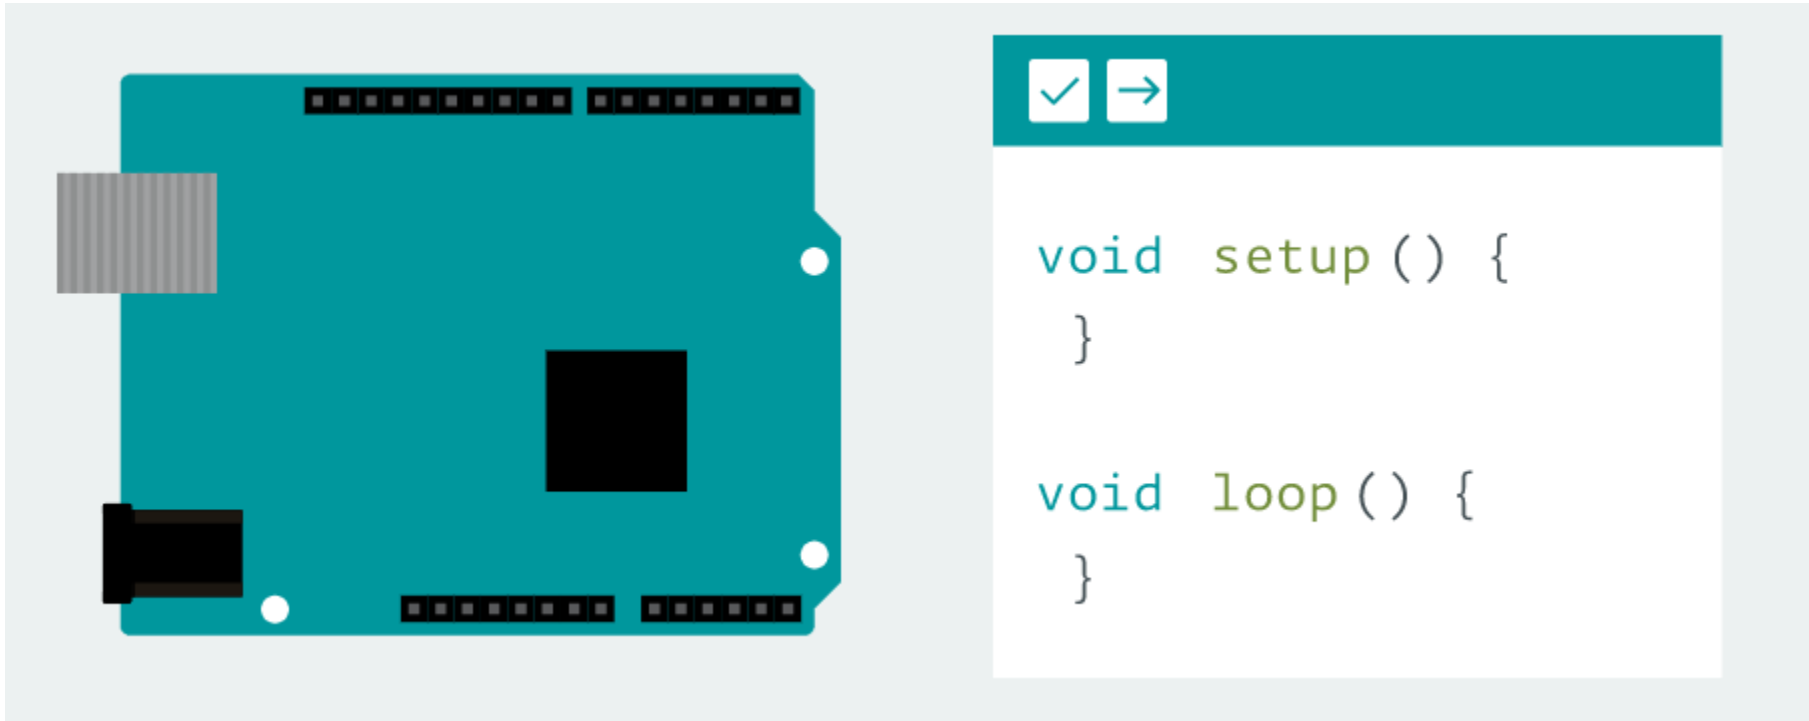 void setup () {
}
void loop () {
}